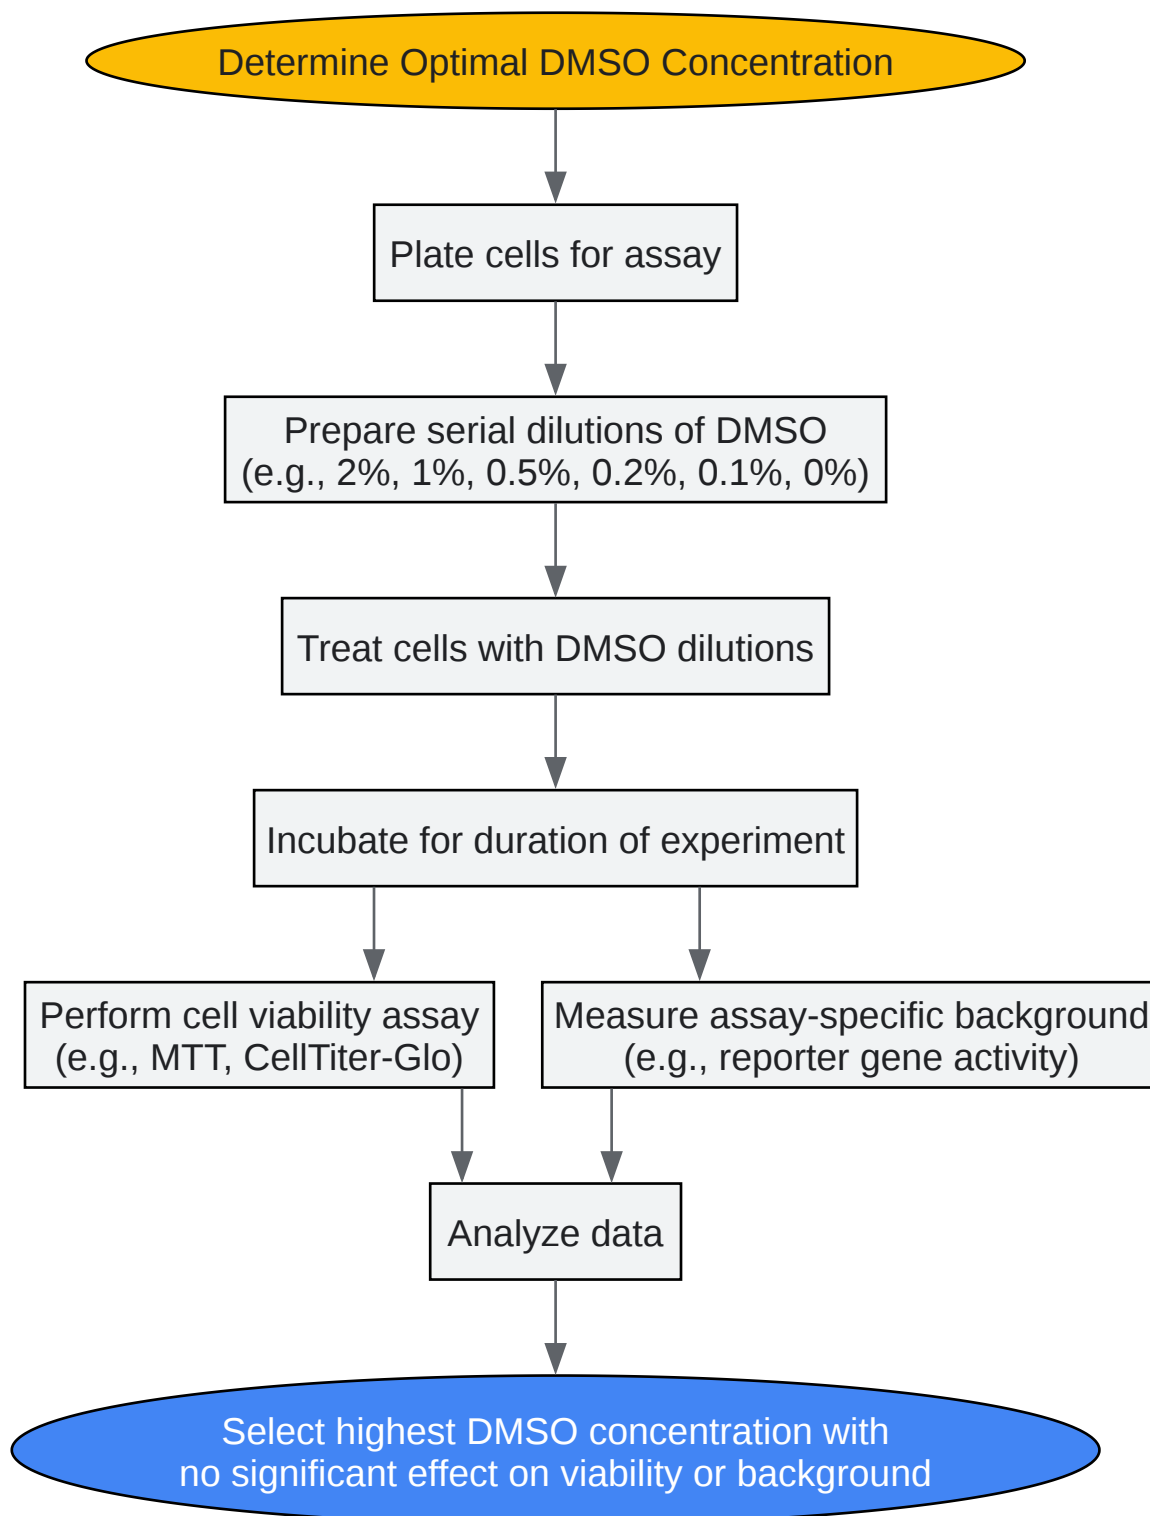 Determine Optimal DMSO Concentration
Plate cells for assay
Prepare serial dilutions of DMSO
(e.g., 2%, 1%, 0.5%, 0.2%, 0.1%, 0%)
Treat cells with DMSO dilutions
Incubate for duration of experiment
Perform cell viability assay
(e.g., MTT, CellTiter-Glo)
Measure assay-specific background
(e.g., reporter gene activity)
Analyze data
Select highest DMSO concentration with
no significant effect on viability or background